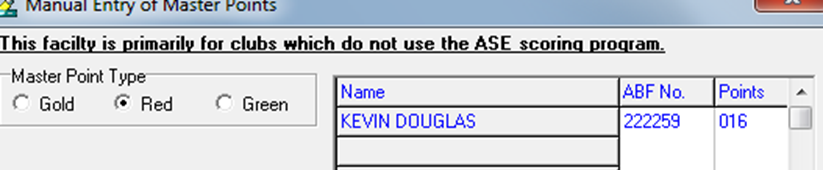 Manual Entry of Master Points
This facilty is primarily for clubs which do not use the ASE scoring program.
Master Point Type
Gold Red Green
Name ABF No. Points
KEVIN DOUGLAS 222259 016